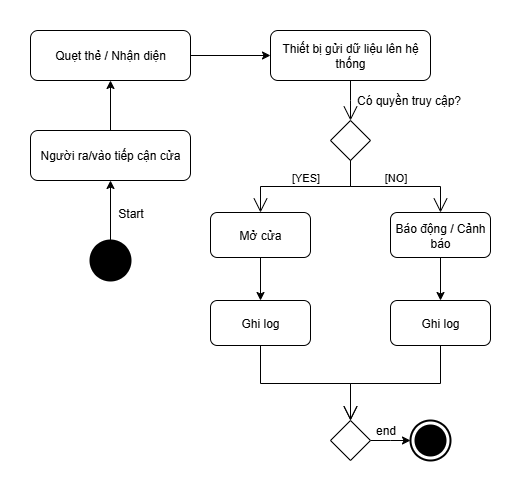 Quẹt thẻ / Nhận diện
Thiết bị gửi dữ liệu lên hệ
thống
Có quyền truy cập?
Người ra/vào tiếp cận cửa
[YES]
[NO]
Start
Mở cửa
Báo động / Cảnh
báo
Ghi log
Ghi log
end